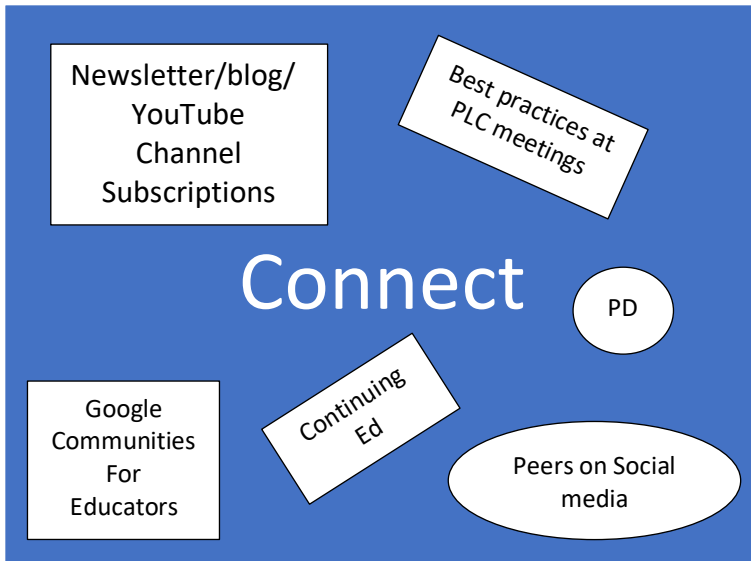 Newsletter/blog/
YouTube
Channel
Subscriptions
Best practices at
PLC meetings
Connect
PD
Continuing
Ed
Google
Communities
For
Educators
Peers on Social
media